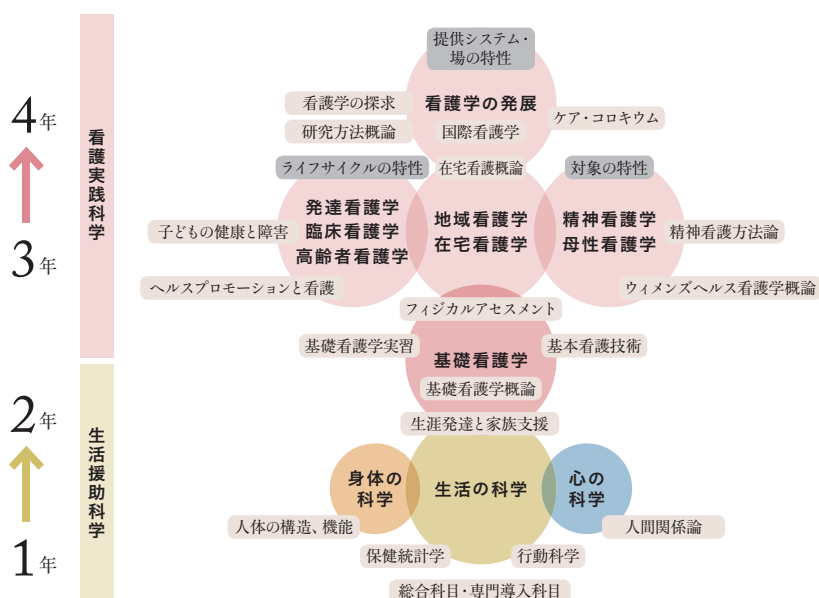 提供システム・
場の特性
看護学の探求
看護学の発展
ケア・コロキウム
研究方法概論
国際看護学
4年
看護実践科学
3年
ライフサイクルの特性
在宅看護概論
対象の特性
発達看護学
臨床看護学
高齢者看護学
地域看護学
在宅看護学
精神看護学
母性看護学
子どもの健康と障害
精神看護方法論
ヘルスプロモーションと看護
ウィメンズヘルス看護学概論
フィジカルアセスメント
基礎看護学実習
基礎看護学
基本看護技術
基礎看護学概論
2年
生活援助科学
1年
生涯発達と家族支援
身体の
科学
生活の科学
心の
科学
人体の構造、機能
人間関係論
保健統計学
行動科学
総合科目・専門導入科目